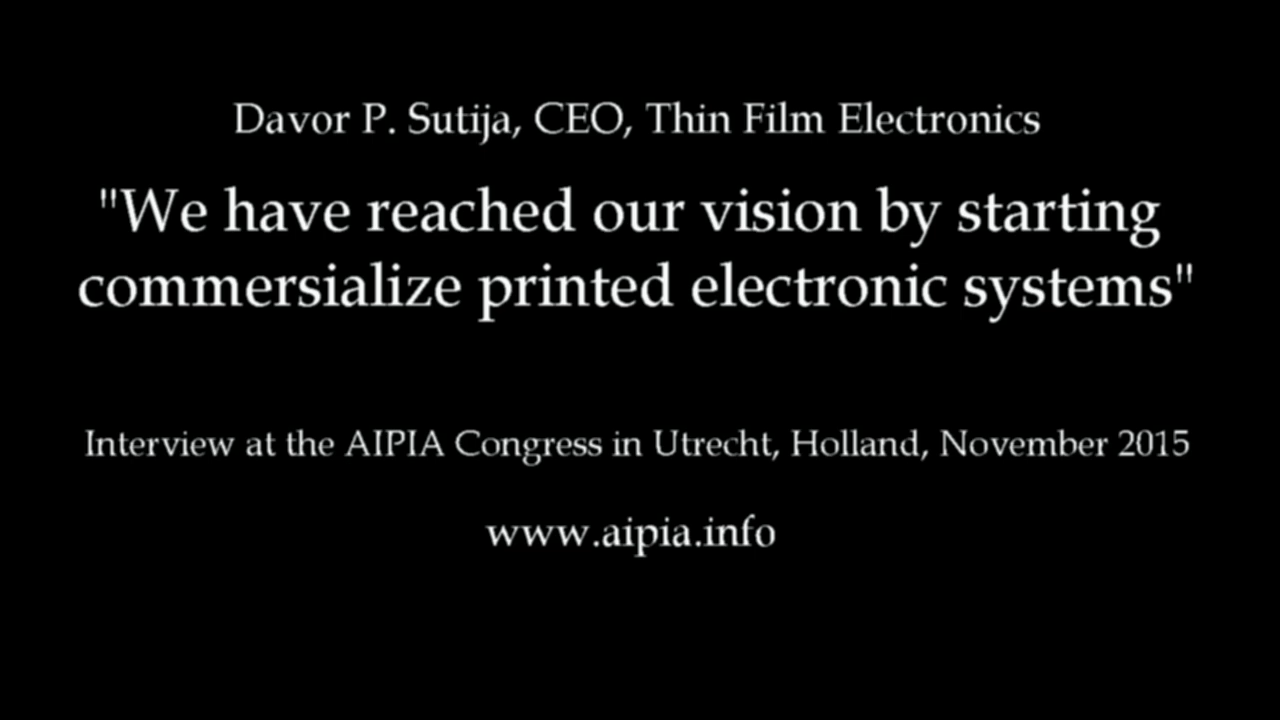 Davor P. Sutija, CEO, Thin Film Electronics
"We have reached our vision by starting
commersialize printed electronic systems"
Interview at the AIPIA Congress in Utrecht, Holland, November 2015
www.aipia.info